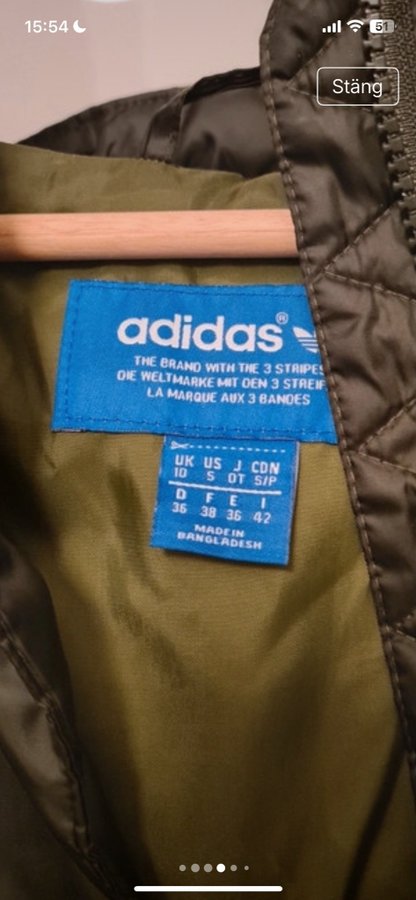 15:54
51
Stäng
adidas®
THE BRAND WITH THE 3 STRIPES
DIE WELTMARKE MIT DEN 3 STREIF
LA MARQUE AUX 3 BANDES
UK US J CDN
10 S OT S/P
D F E I
36 38 36 42
MADE IN
BANGLADESH